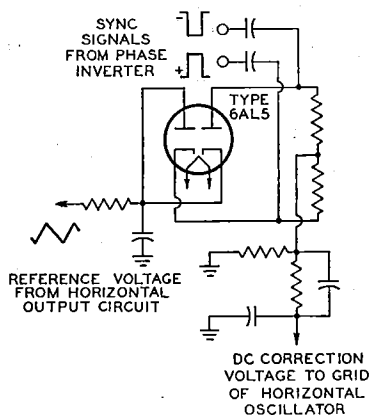 SYNC
SIGNALS
FROM PHASE
INVERTER
−
+
TYPE
6AL5
REFERENCE VOLTAGE
FROM HORIZONTAL
OUTPUT CIRCUIT
DC CORRECTION
VOLTAGE TO GRID
OF HORIZONTAL
OSCILLATOR